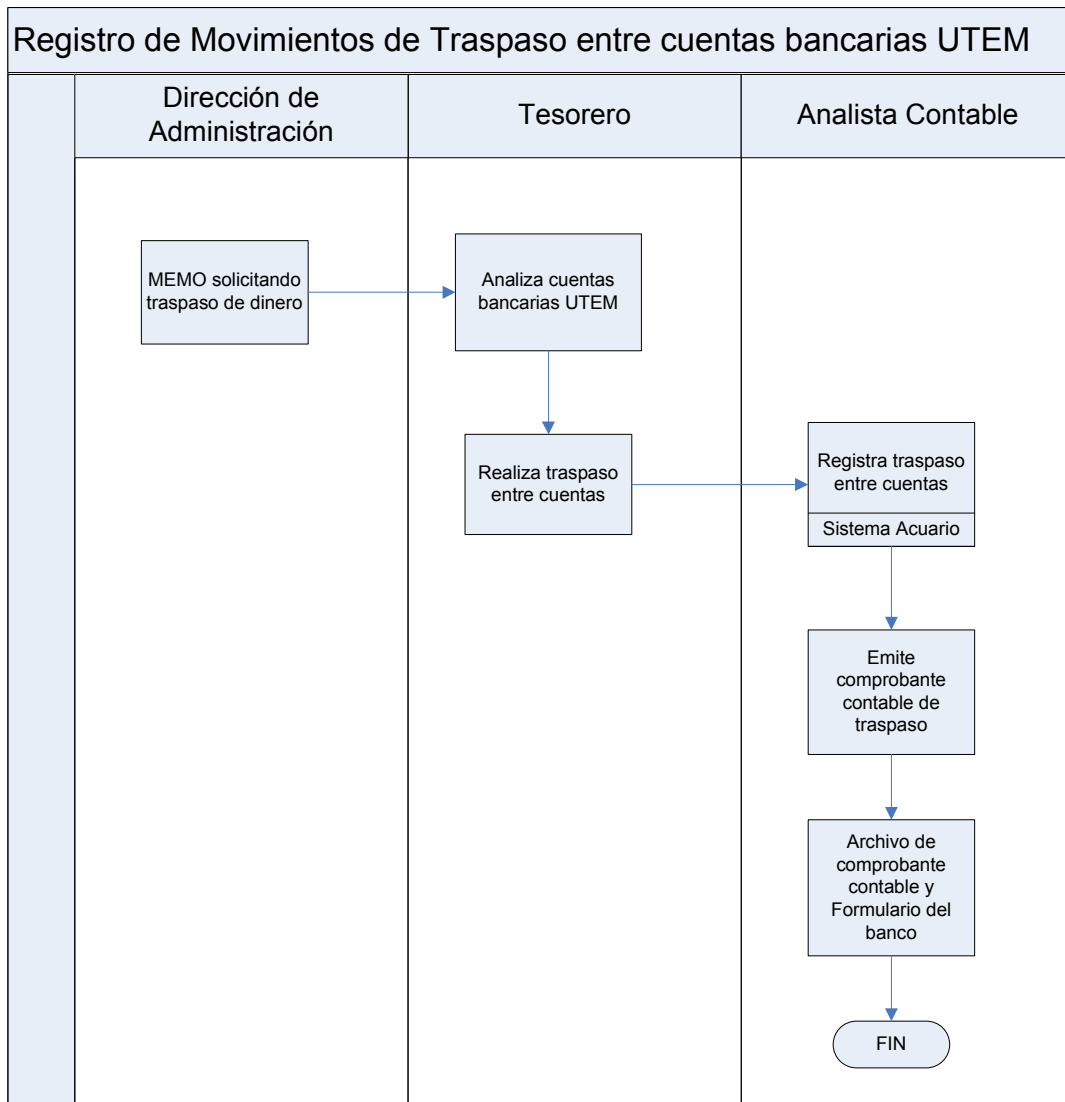 Registro de Movimientos de Traspaso entre cuentas bancarias UTEM
Dirección de
Administración
Tesorero
Analista Contable
MEMO solicitando
traspaso de dinero
Analiza cuentas
bancarias UTEM
Realiza traspaso
entre cuentas
Registra traspaso
entre cuentas
Sistema Acuario
Emite
comprobante
contable de
traspaso
Archivo de
comprobante
contable y
Formulario del
banco
FIN